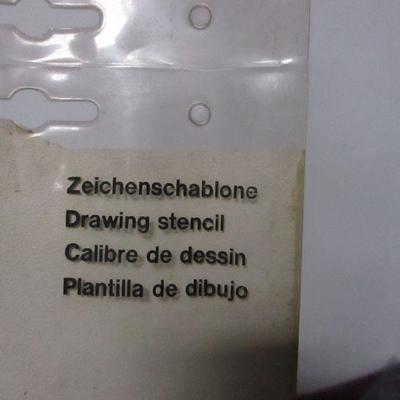 Zeichenschablone
Drawing stencil
Calibre de dessin
Plantilla de dibujo